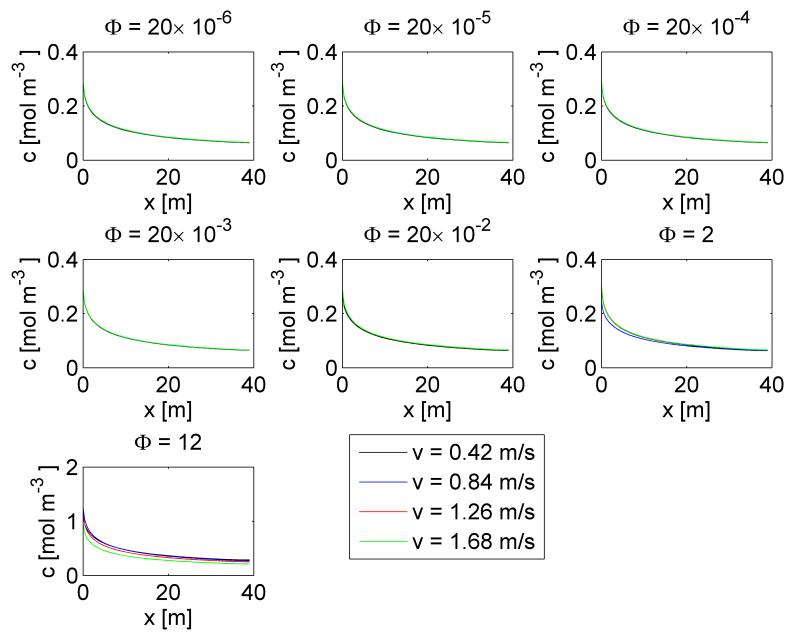 Φ = 20× 10⁻⁶
Φ = 20× 10⁻⁵
Φ = 20× 10⁻⁴
0.4
0.2
0
c [mol m⁻³ ]
0 20 40
x [m]
0.4
0.2
0
c [mol m⁻³ ]
0 20 40
x [m]
0.4
0.2
0
c [mol m⁻³ ]
0 20 40
x [m]
Φ = 20× 10⁻³
Φ = 20× 10⁻²
Φ = 2
0.4
0.2
0
c [mol m⁻³ ]
0 20 40
x [m]
0.4
0.2
0
c [mol m⁻³ ]
0 20 40
x [m]
0.4
0.2
0
c [mol m⁻³ ]
0 20 40
x [m]
Φ = 12
2
1
0
c [mol m⁻³ ]
0 20 40
x [m]
v = 0.42 m/s
v = 0.84 m/s
v = 1.26 m/s
v = 1.68 m/s